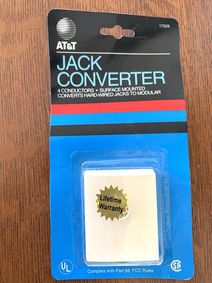 17026
AT&T
JACK
CONVERTER
4 CONDUCTORS • SURFACE MOUNTED
CONVERTS HARD-WIRED JACKS TO MODULAR
Lifetime
Warranty
UL
Complies with Part 68, FCC Rules